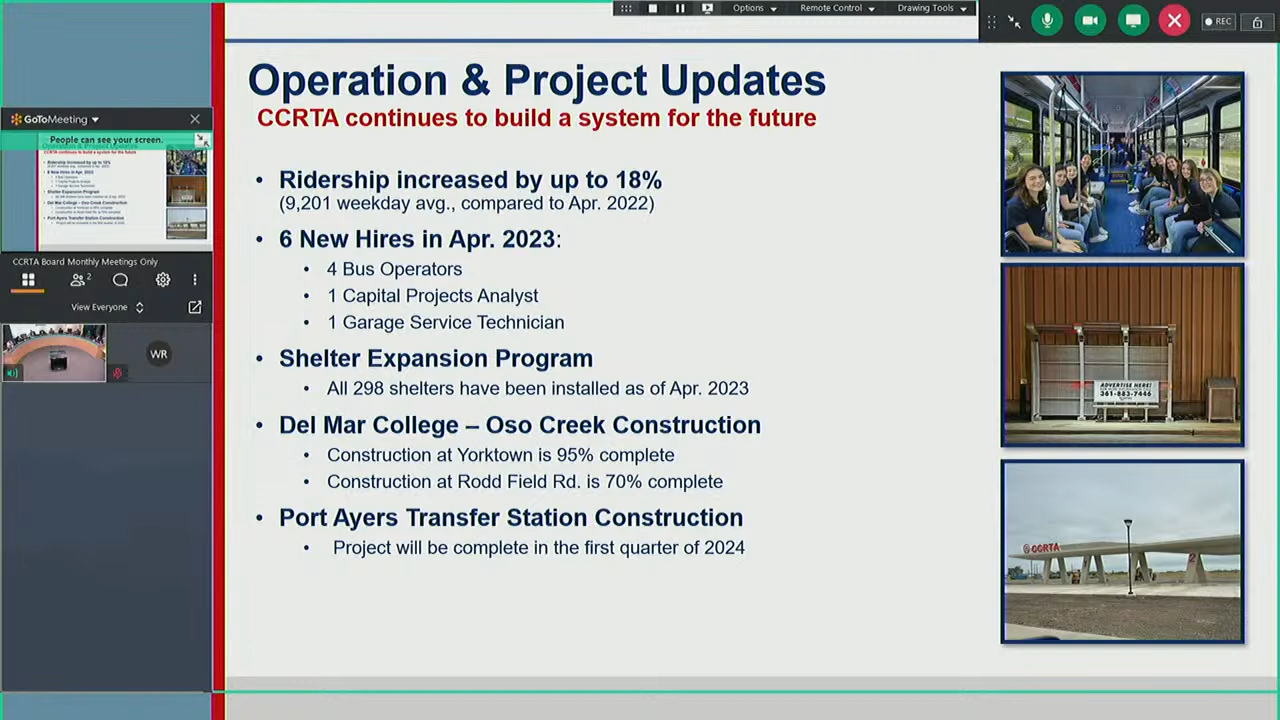 Options
Remote Control
Drawing Tools
REC
GoToMeeting
People can see your screen.
CCRTA Board Monthly Meetings Only
2
View Everyone
WR
Operation & Project Updates
CCRTA continues to build a system for the future
• Ridership increased by up to 18%
(9,201 weekday avg., compared to Apr. 2022)
• 6 New Hires in Apr. 2023:
• 4 Bus Operators
• 1 Capital Projects Analyst
• 1 Garage Service Technician
• Shelter Expansion Program
• All 298 shelters have been installed as of Apr. 2023
• Del Mar College – Oso Creek Construction
• Construction at Yorktown is 95% complete
• Construction at Rodd Field Rd. is 70% complete
• Port Ayers Transfer Station Construction
• Project will be complete in the first quarter of 2024
ADVERTISE HERE!
361-883-7446
CCRTA
2